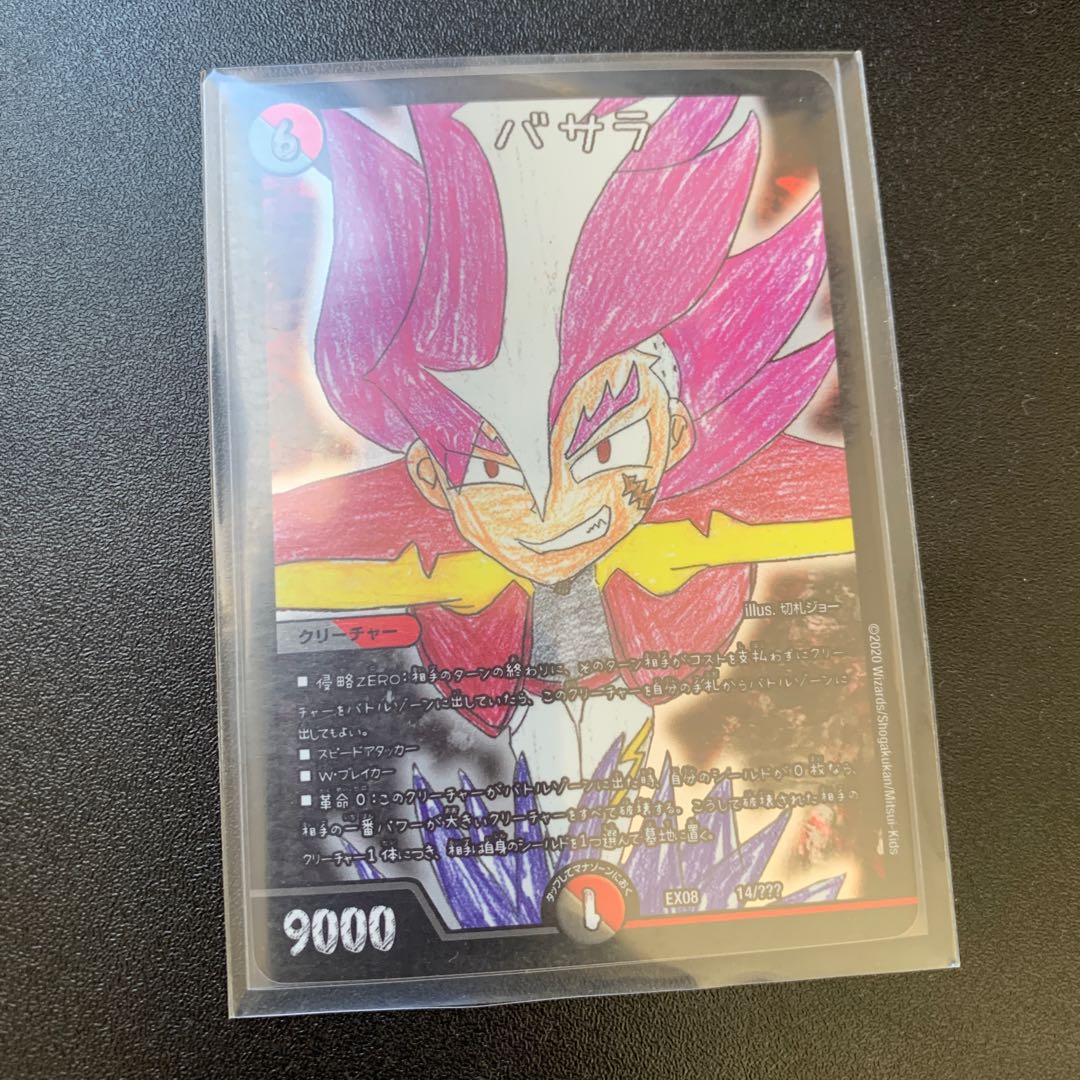 6
バサラ
illus. 切札ジョー
クリーチャー
■ 侵略ZERO:相手のターンの終わりに、そのターン相手がコストを支払わずにクリー
チャーをバトルゾーンに出していたら、このクリーチャーを自分の手札からバトルゾーンに
出してもよい。
■ スピードアタッカー
■ W・ブレイカー
■ 革命0:このクリーチャーがバトルゾーンに出た時、自分のシールドが0枚なら、
相手の一番パワーが大きいクリーチャーをすべて破壊する。こうして破壊された相手の
クリーチャー1体につき、相手は自身のシールドを1つ選んで墓地に置く。
©2020 Wizards/Shogakukan/Mitsui-Kids
タップしてマナゾーンにおく
1
EX08 14/???
9000